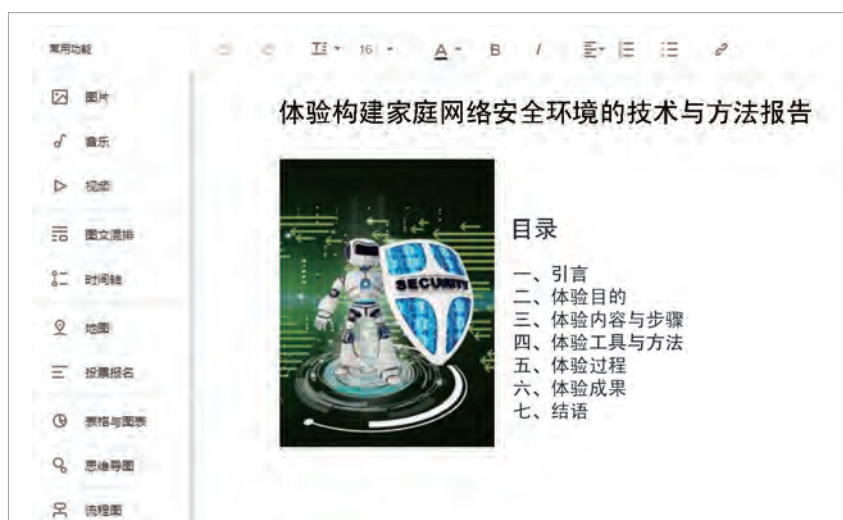 常用功能
16
A
B
I
图片
音乐
视频
图文混排
时间轴
地图
投票报名
表格与图表
思维导图
流程图
体验构建家庭网络安全环境的技术与方法报告
SECURITY
目录
一、引言
二、体验目的
三、体验内容与步骤
四、体验工具与方法
五、体验过程
六、体验成果
七、结语